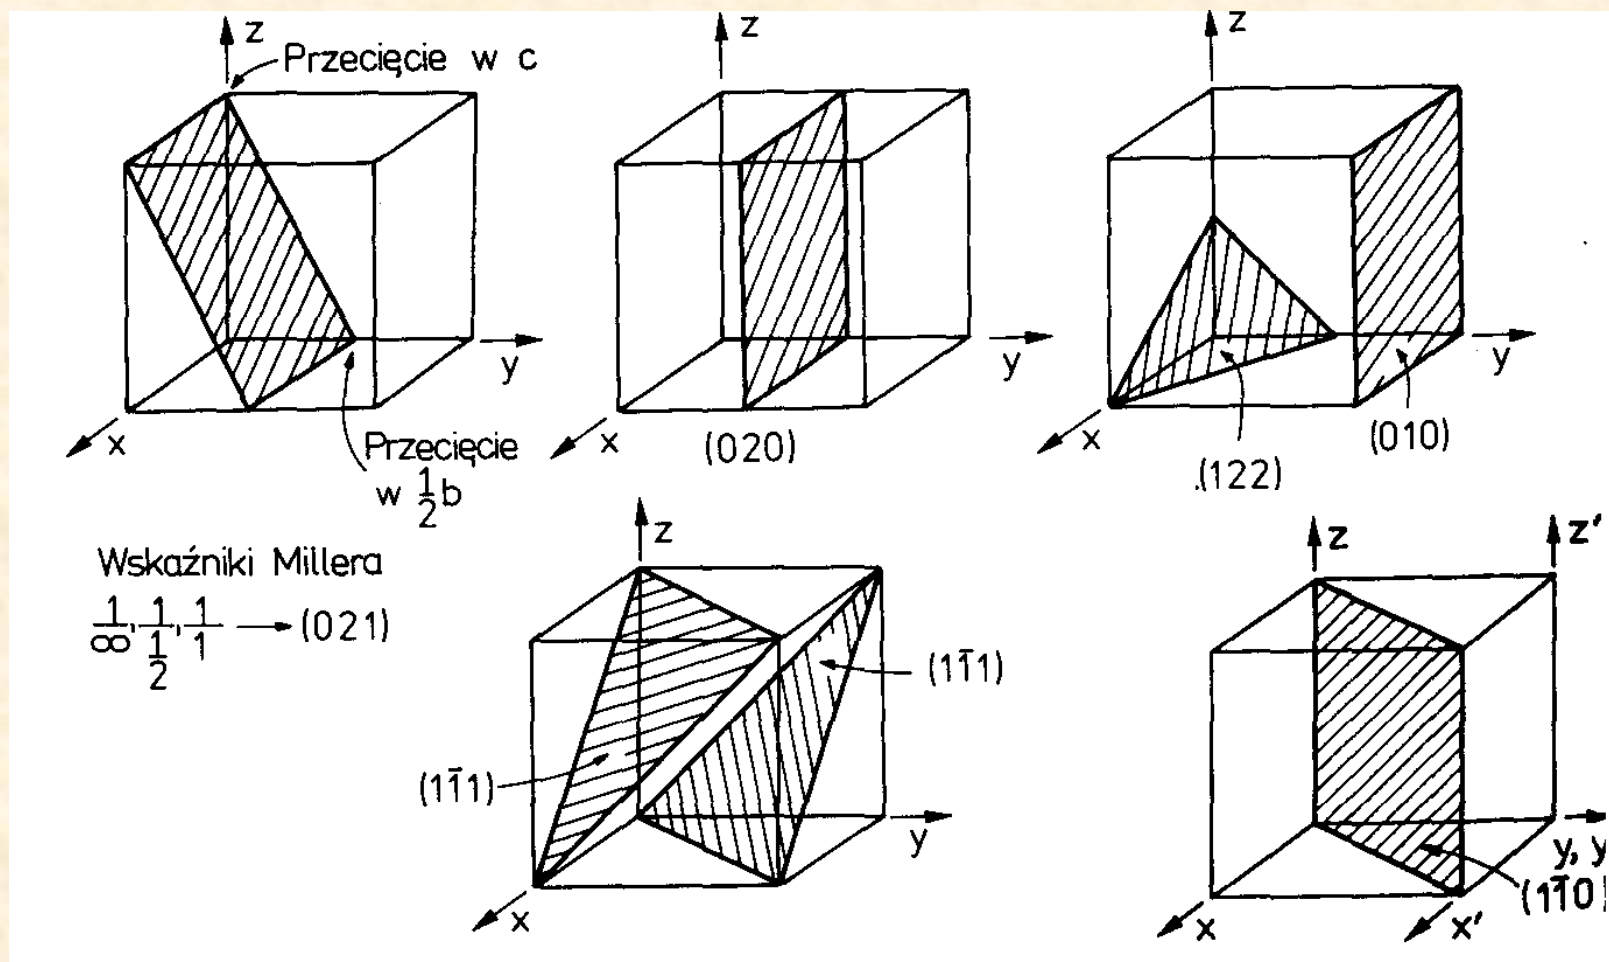 z
Przecięcie w c
y
x
Przecięcie
w 1/2 b
Wskaźniki Millera
1/∞, 1/(1/2), 1/1 → (021)
z
y
x
(020)
z
y
x
(122)
(010)
z
(11̅1)
(11̅1)
y
x
z
z'
y, y
(11̅0)
x
x'